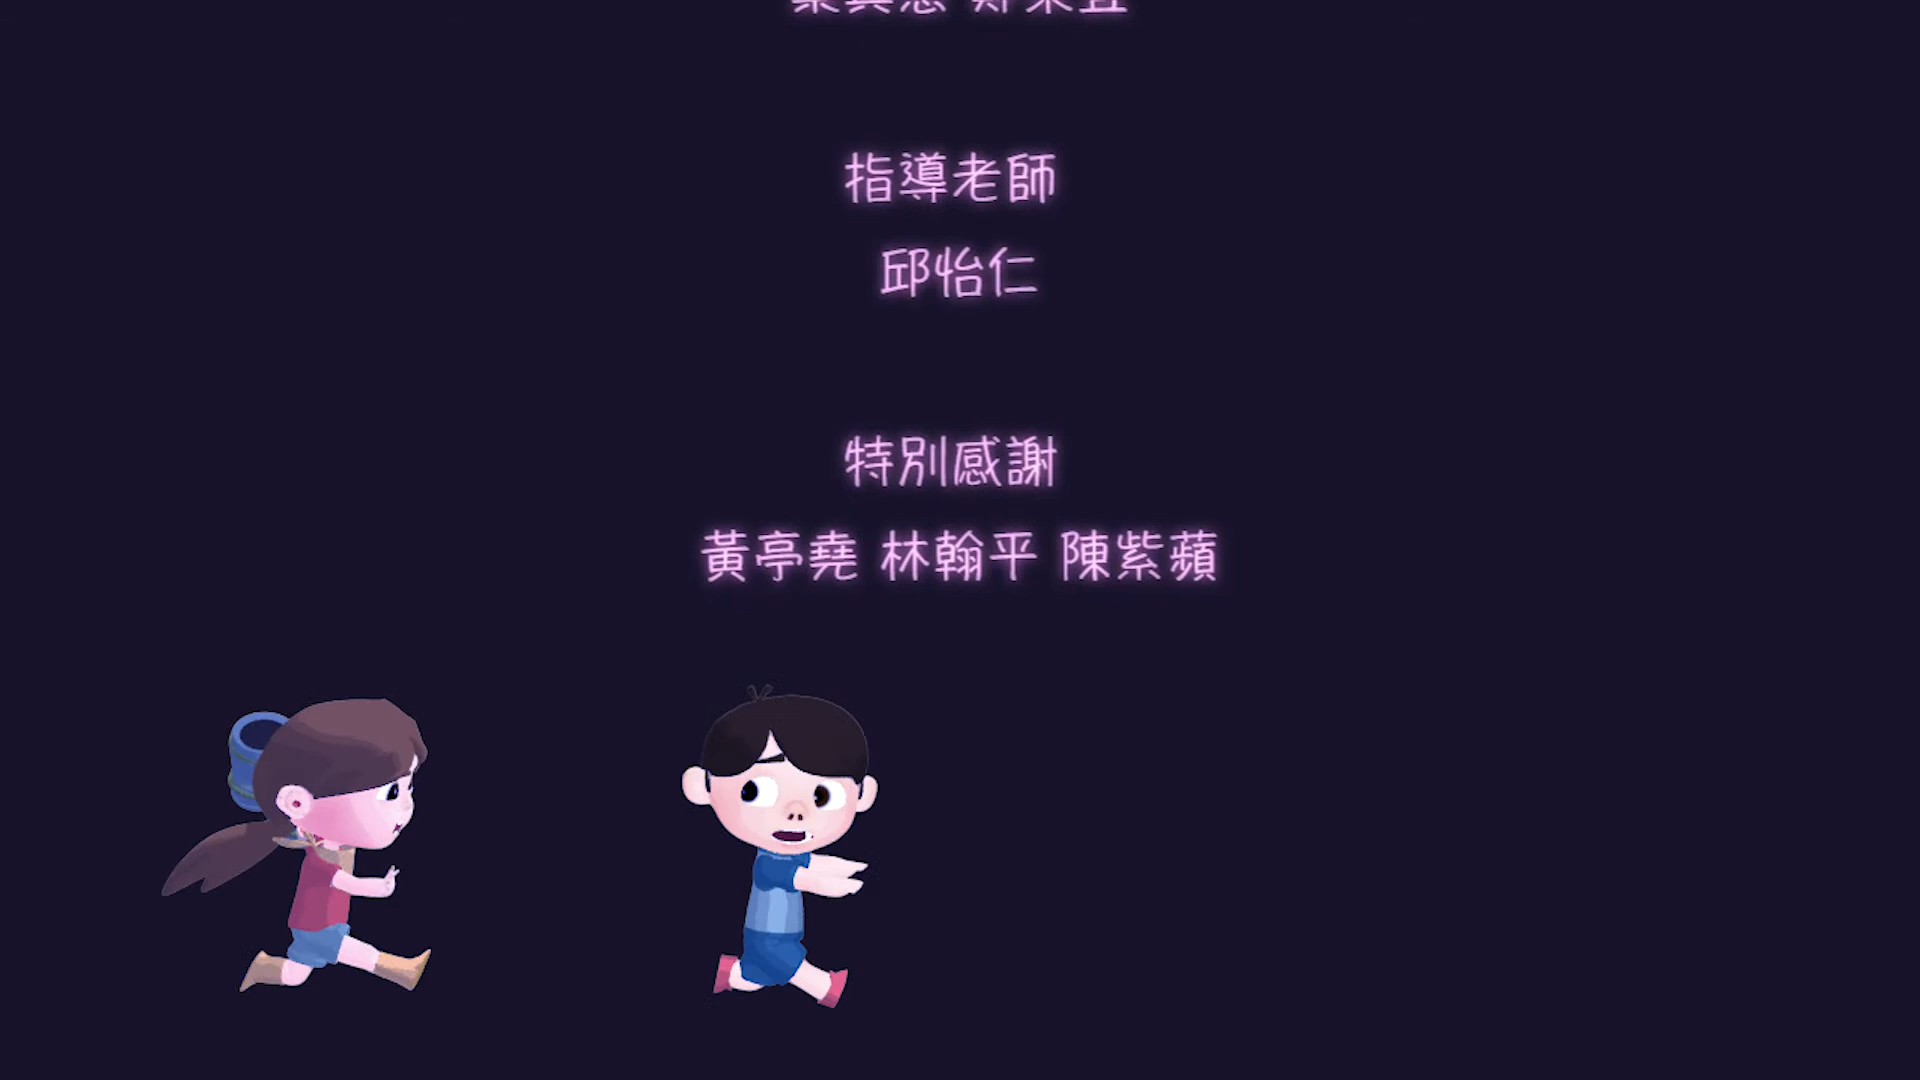 指導老師
邱怡仁
特別感謝
黃亭堯 林翰平 陳紫蘋